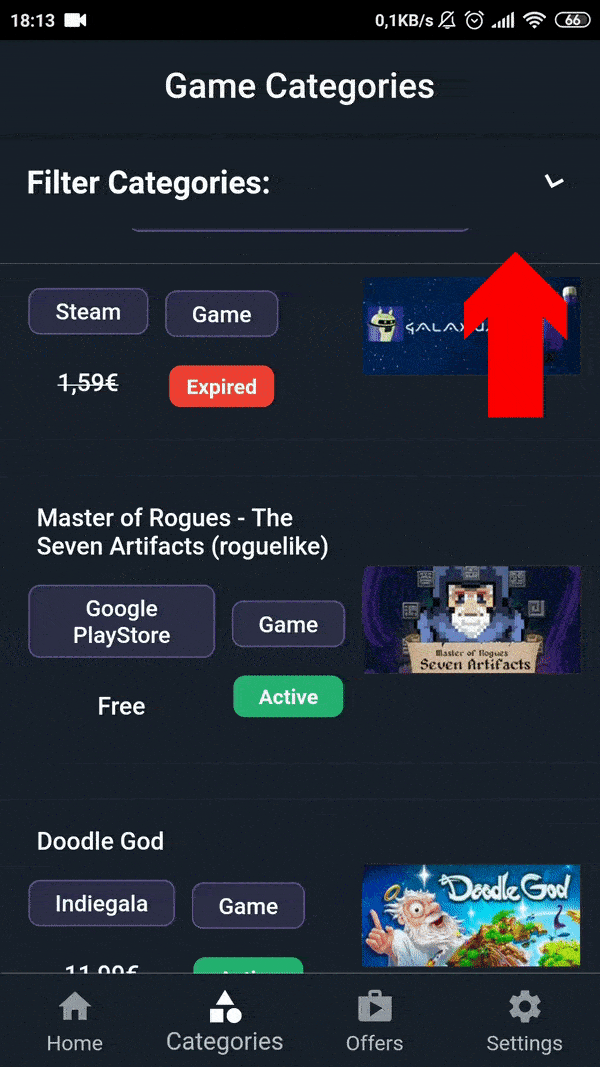 18:13
0,1KB/s
66
Game Categories
Filter Categories:
Steam
Game
1,59€
Expired
Master of Rogues - The
Seven Artifacts (roguelike)
Google
PlayStore
Game
Free
Active
Master of Rogues
Seven Artifacts
Doodle God
Indiegala
Game
11,99€
Doodle God
Home
Categories
Offers
Settings